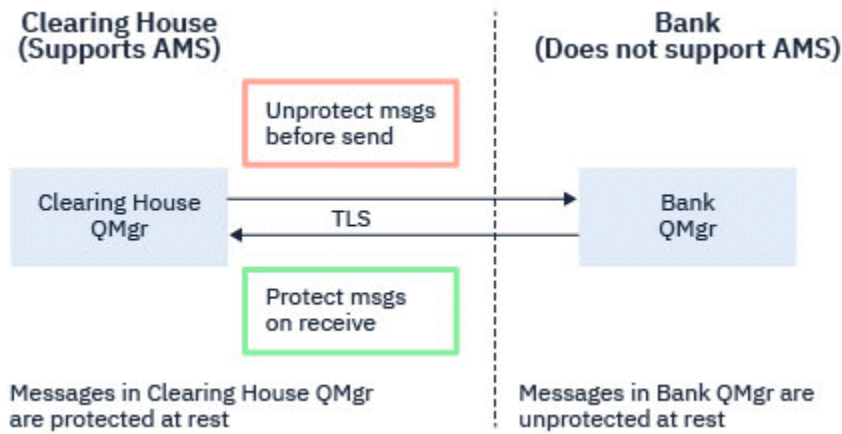 Clearing House
(Supports AMS)
Bank
(Does not support AMS)
Unprotect msgs
before send
Clearing House
QMgr
TLS
Bank
QMgr
Protect msgs
on receive
Messages in Clearing House QMgr
are protected at rest
Messages in Bank QMgr are
unprotected at rest